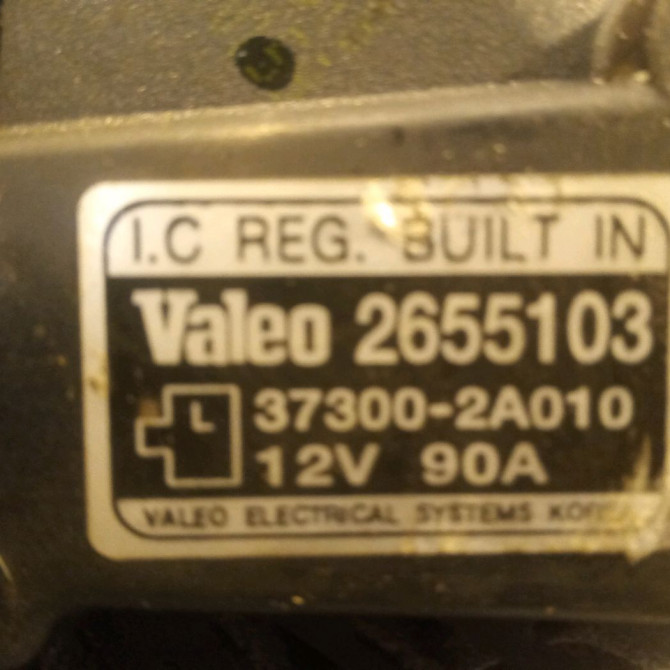 I.C REG. BUILT IN
Valeo 2655103
L 37300-2A010
12V 90A
VALEO ELECTRICAL SYSTEMS